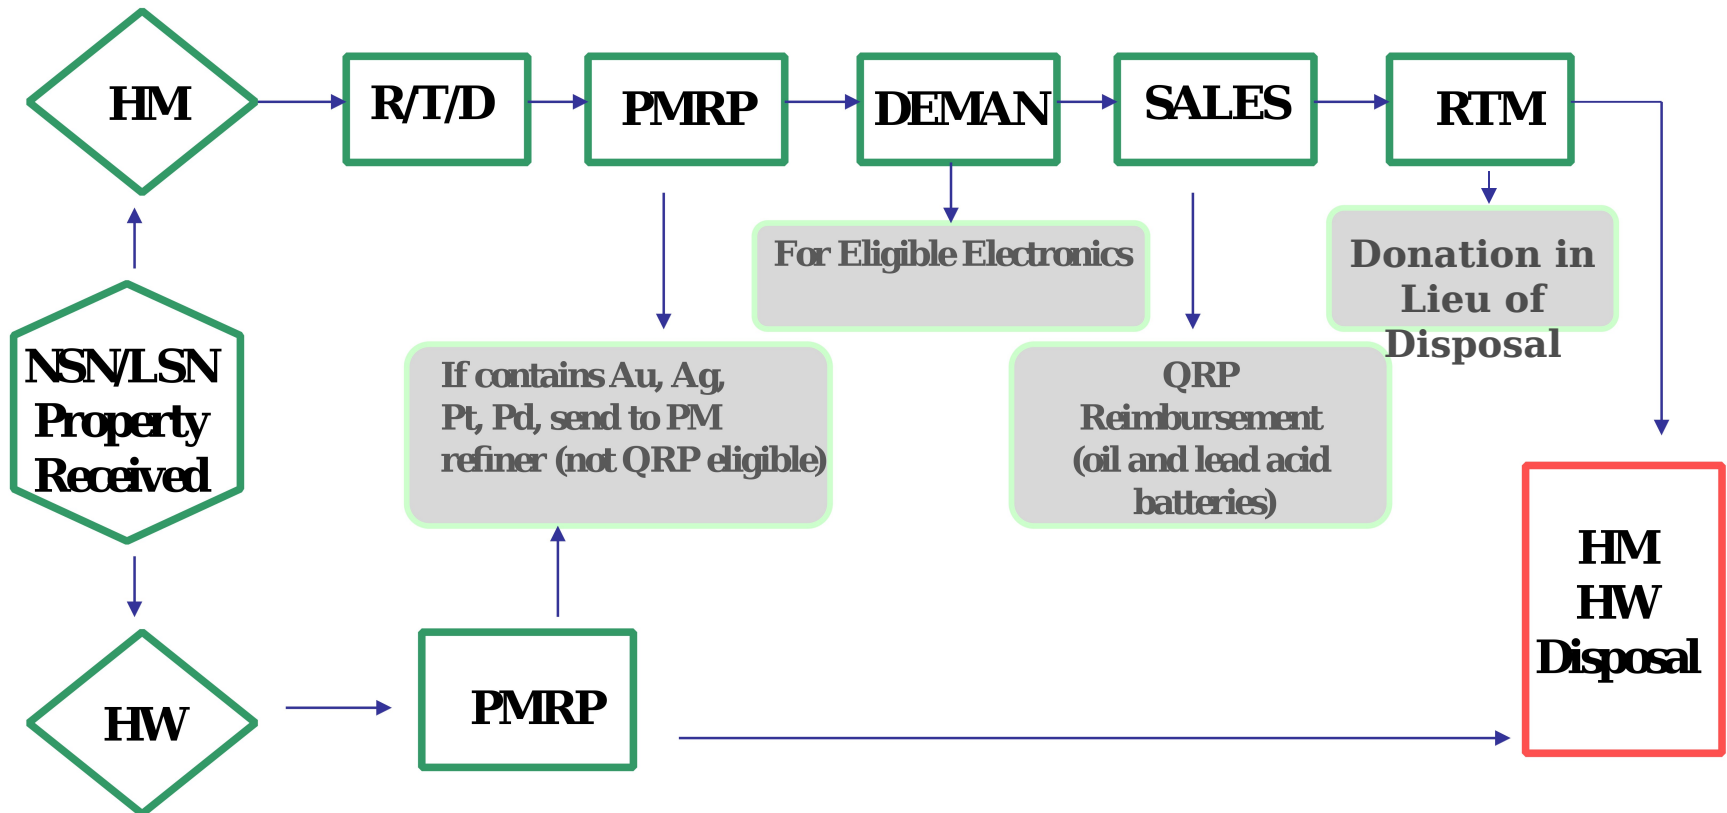 HM
R/T/D
PMRP
DEMAN
SALES
RTM
For Eligible Electronics
Donation in
Lieu of
Disposal
NSN/LSN
Property
Received
If contains Au, Ag,
Pt, Pd, send to PM
refiner (not QRP eligible)
QRP
Reimbursement
(oil and lead acid
batteries)
HM
HW
Disposal
HW
PMRP